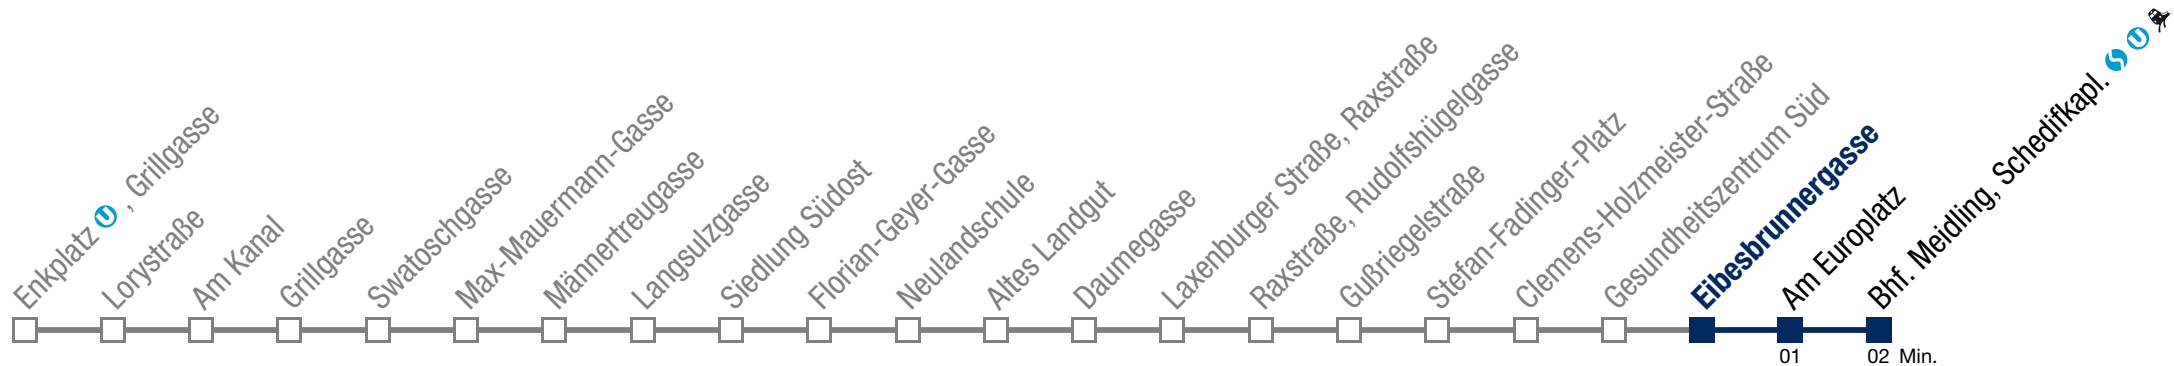 Enkplatz U , Grillgasse
Lorystraße
Am Kanal
Grillgasse
Swatoschgasse
Max-Mauermann-Gasse
Männertreugasse
Langsulzgasse
Siedlung Südost
Florian-Geyer-Gasse
Neulandschule
Altes Landgut
Daumegasse
Laxenburger Straße, Raxstraße
Raxstraße, Rudolfshügelgasse
Gußriegelstraße
Stefan-Fadinger-Platz
Clemens-Holzmeister-Straße
Gesundheitszentrum Süd
Eibesbrunnergasse
Am Europlatz
Bhf. Meidling, Schedifkapl. S U
01
02 Min.